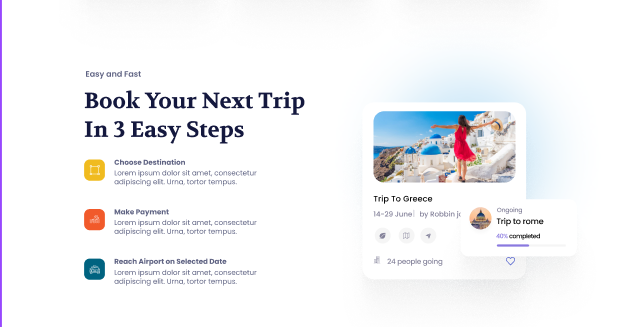 Easy and Fast
Book Your Next Trip
In 3 Easy Steps
Choose Destination
Lorem ipsum dolor sit amet, consectetur
adipiscing elit. Urna, tortor tempus.
Make Payment
Lorem ipsum dolor sit amet, consectetur
adipiscing elit. Urna, tortor tempus.
Reach Airport on Selected Date
Lorem ipsum dolor sit amet, consectetur
adipiscing elit. Urna, tortor tempus.
Trip To Greece
14-29 June | by Robbin
24 people going
Ongoing
Trip to rome
40% completed